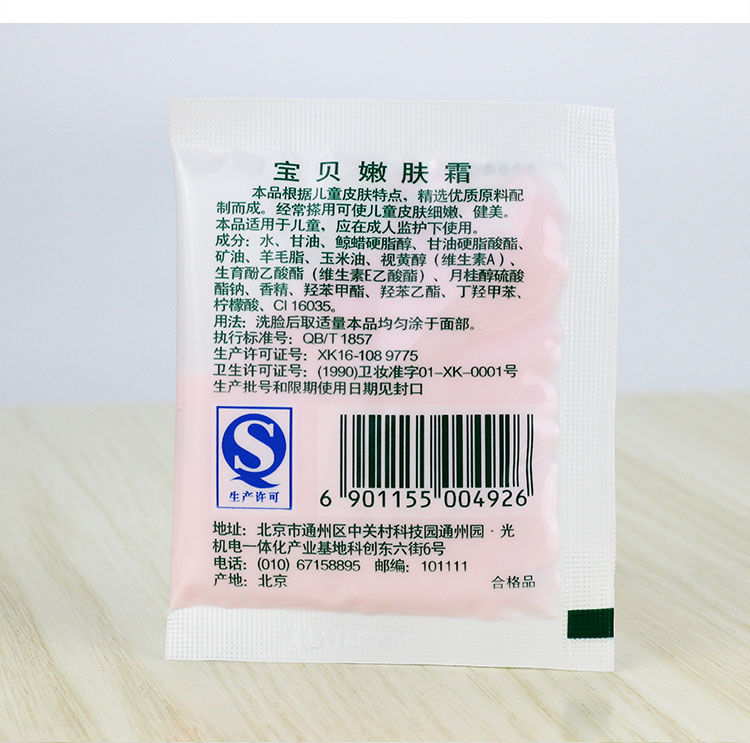 宝贝嫩肤霜
本品根据儿童皮肤特点，精选优质原料配
制而成。经常搽用可使儿童皮肤细嫩、健美。
本品适用于儿童，应在成人监护下使用。
成分：水、甘油、鲸蜡硬脂醇、甘油硬脂酸酯、
矿油、羊毛脂、玉米油、视黄醇（维生素A）、
生育酚乙酸酯（维生素E乙酸酯）、月桂醇硫酸
酯钠、香精、羟苯甲酯、羟苯乙酯、丁羟甲苯、
柠檬酸、CI 16035。
用法：洗脸后取适量本品均匀涂于面部。
执行标准号：QB/T 1857
生产许可证号：XK16-108 9775
卫生许可证号：(1990)卫妆准字01-XK-0001号
生产批号和限期使用日期见封口
生产许可
6 901155 004926
地址：北京市通州区中关村科技园通州园·光
机电一体化产业基地科创东六街6号
电话：(010) 67158895 邮编：101111
产地：北京 合格品